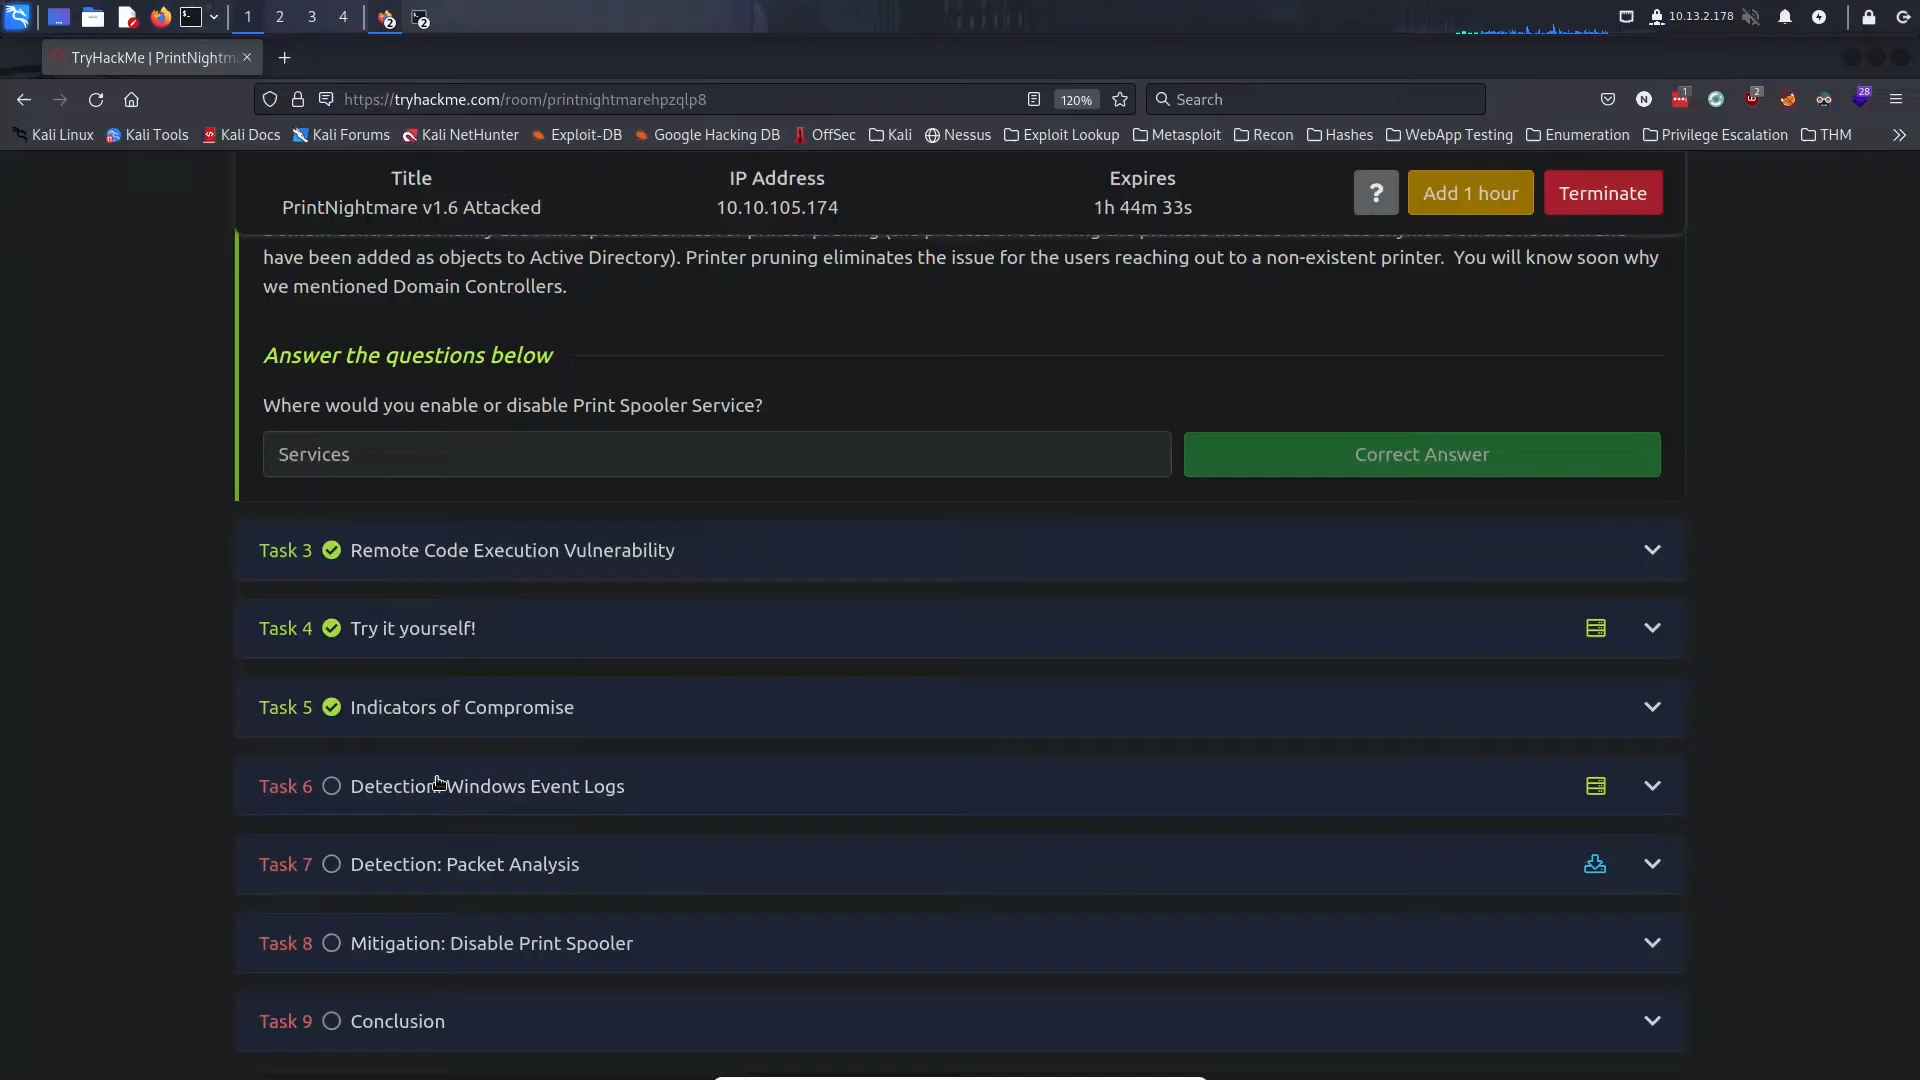 1 2 3 4 2 2 10.13.2.178
TryHackMe | PrintNightm
https://tryhackme.com/room/printnightmarehpzqlp8 120% Search 1 2 28
Kali Linux Kali Tools Kali Docs Kali Forums Kali NetHunter Exploit-DB Google Hacking DB OffSec Kali Nessus Exploit Lookup Metasploit Recon Hashes WebApp Testing Enumeration Privilege Escalation THM
Title IP Address Expires
? Add 1 hour Terminate
PrintNightmare v1.6 Attacked 10.10.105.174 1h 44m 33s
have been added as objects to Active Directory). Printer pruning eliminates the issue for the users reaching out to a non-existent printer. You will know soon why
we mentioned Domain Controllers.
Answer the questions below
Where would you enable or disable Print Spooler Service?
Services Correct Answer
Task 3 Remote Code Execution Vulnerability
Task 4 Try it yourself!
Task 5 Indicators of Compromise
Task 6 Detection: Windows Event Logs
Task 7 Detection: Packet Analysis
Task 8 Mitigation: Disable Print Spooler
Task 9 Conclusion